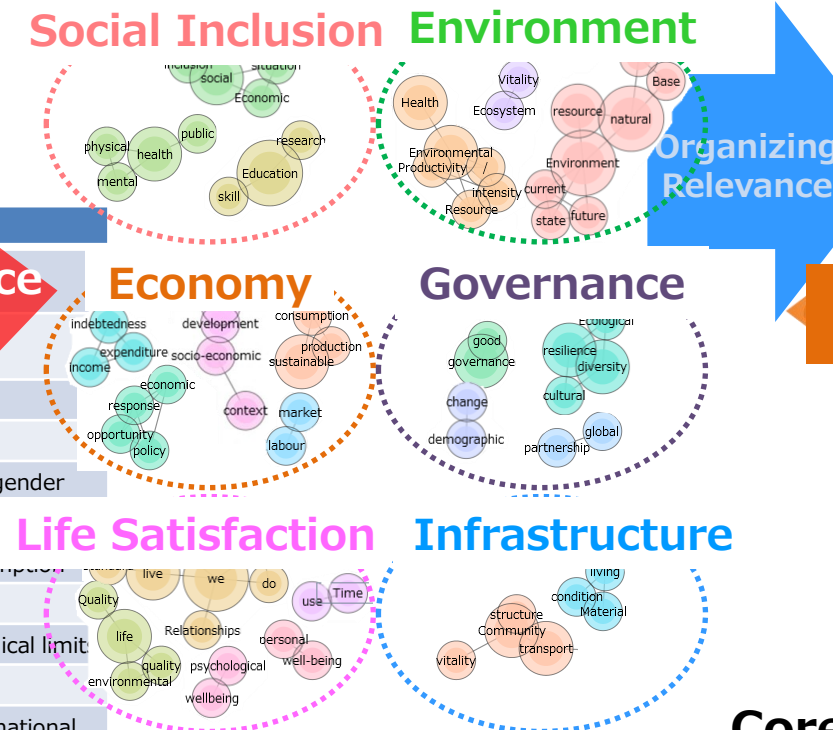 Social Inclusion
Environment
inclusion
situation
social
Economic
public
physical
health
mental
research
Education
skill
Vitality
Base
Health
Ecosystem
resource
natural
Environmental
Productivity
/
Environment
intensity
current
Resource
state
future
Organizing
Relevance
ce
Economy
Governance
indebtedness
development
consumption
expenditure
socio-economic
production
income
sustainable
economic
response
context
market
opportunity
policy
labour
good
governance
Ecological
resilience
diversity
change
cultural
demographic
global
partnership
gender
Life Satisfaction
Infrastructure
mption
live
we
do
Quality
use
Time
life
Relationships
personal
ical limits
quality
psychological
well-being
environmental
wellbeing
living
condition
Material
structure
Community
transport
vitality
national
Core